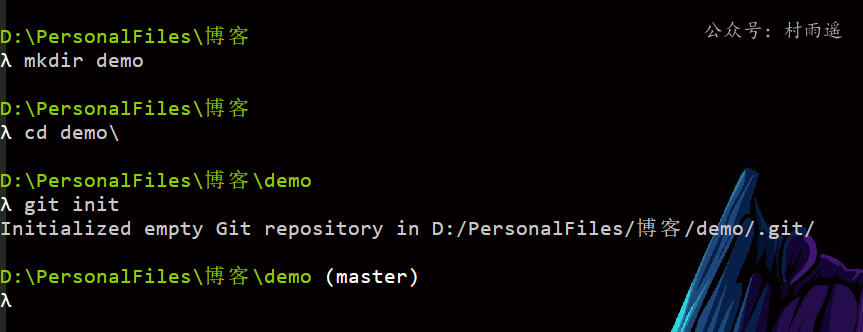 公众号：村雨遥
D:\PersonalFiles\博客
λ mkdir demo
D:\PersonalFiles\博客
λ cd demo\
D:\PersonalFiles\博客\demo
λ git init
Initialized empty Git repository in D:/PersonalFiles/博客/demo/.git/
D:\PersonalFiles\博客\demo (master)
λ